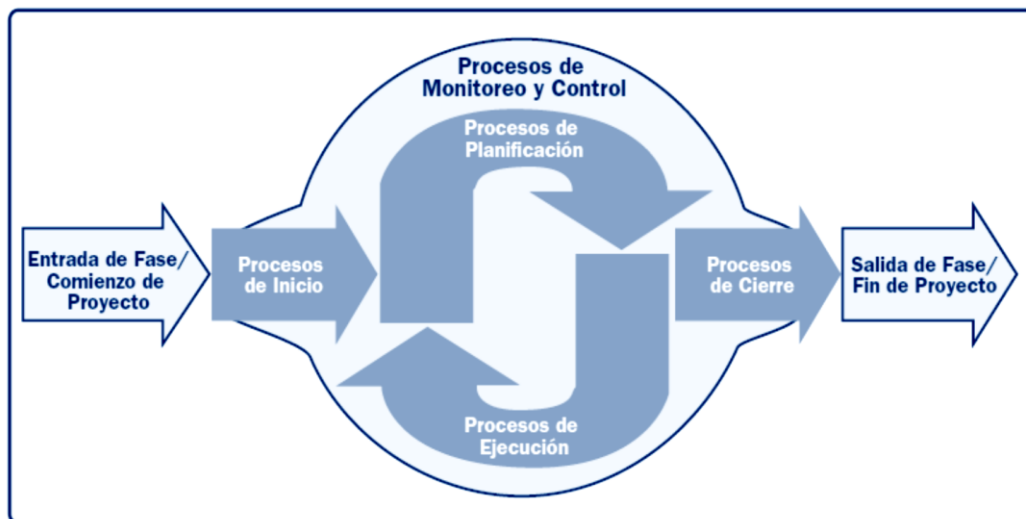 Procesos de
Monitoreo y Control
Procesos de
Planificación
Entrada de Fase/
Comienzo de
Proyecto
Procesos
de Inicio
Procesos
de Cierre
Salida de Fase/
Fin de Proyecto
Procesos de
Ejecución